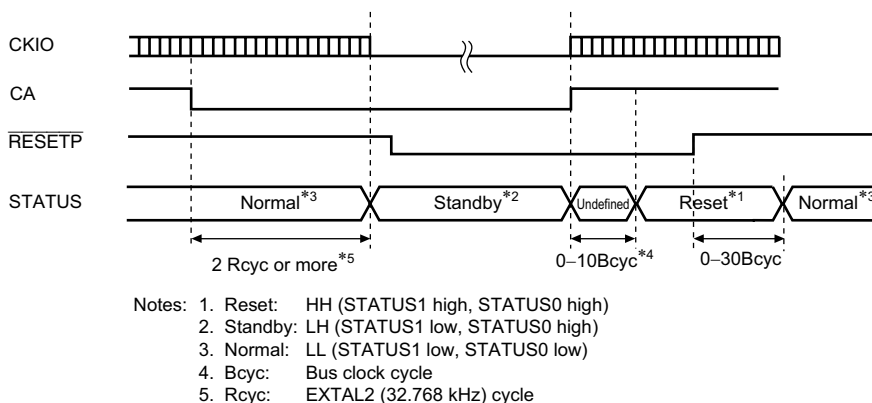 CKIO
CA
RESETP
STATUS
Normal*3 Standby*2 Undefined Reset*1 Normal*3
2 Rcyc or more*5 0–10Bcyc*4 0–30Bcyc
Notes: 1. Reset: HH (STATUS1 high, STATUS0 high)
2. Standby: LH (STATUS1 low, STATUS0 high)
3. Normal: LL (STATUS1 low, STATUS0 low)
4. Bcyc: Bus clock cycle
5. Rcyc: EXTAL2 (32.768 kHz) cycle